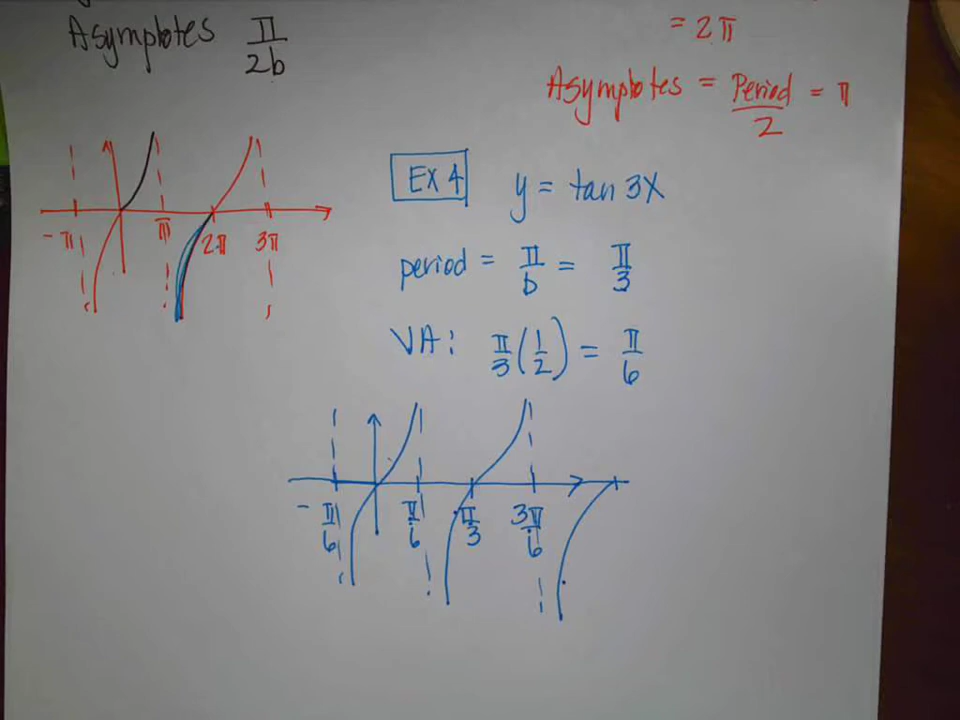 Asymptotes π/2b
= 2π
Asymptotes = Period/2 = π
-π π 2π 3π
EX 4 y = tan 3x
period = π/b = π/3
VA: π/3(1/2) = π/6
-π/6 π/6 π/3 3π/6